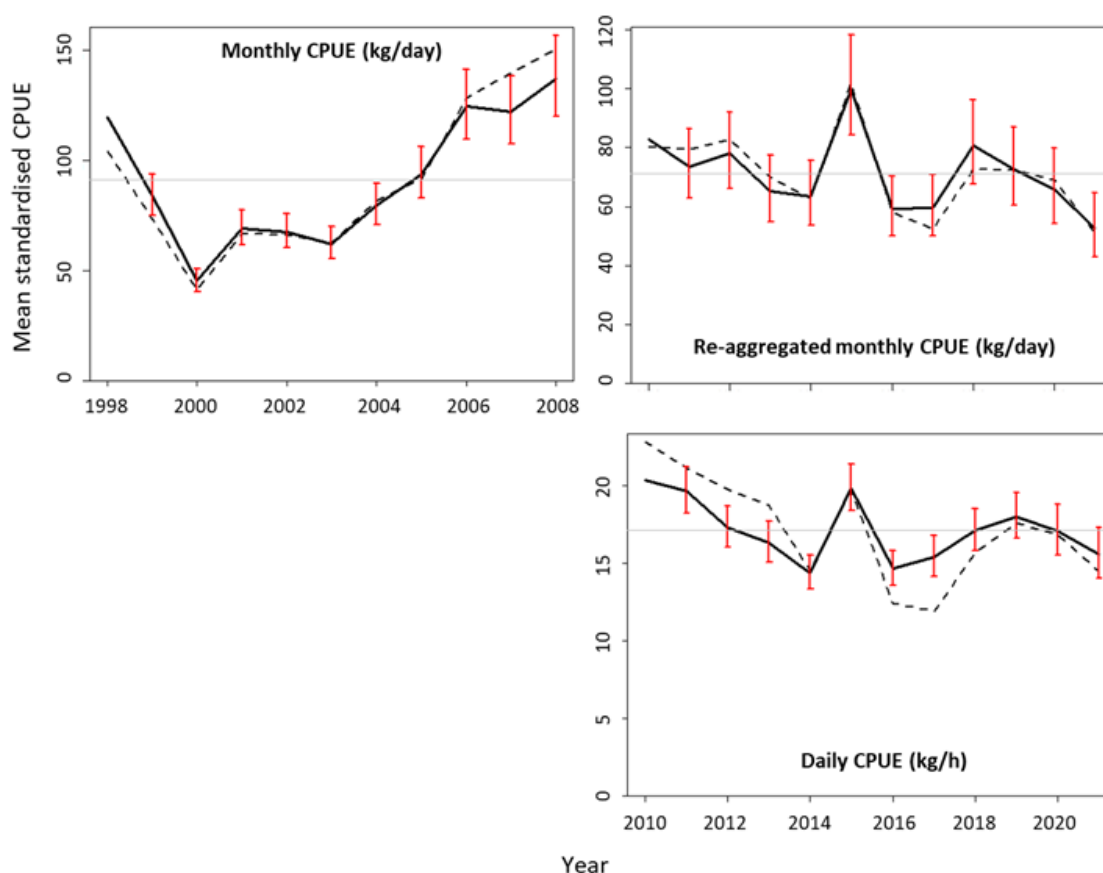 Mean standardised CPUE
Monthly CPUE (kg/day)
150
100
50
0
1998 2000 2002 2004 2006 2008
120
100
80
60
40
20
0
Re-aggregated monthly CPUE (kg/day)
20
15
10
5
0
Daily CPUE (kg/h)
2010 2012 2014 2016 2018 2020
Year